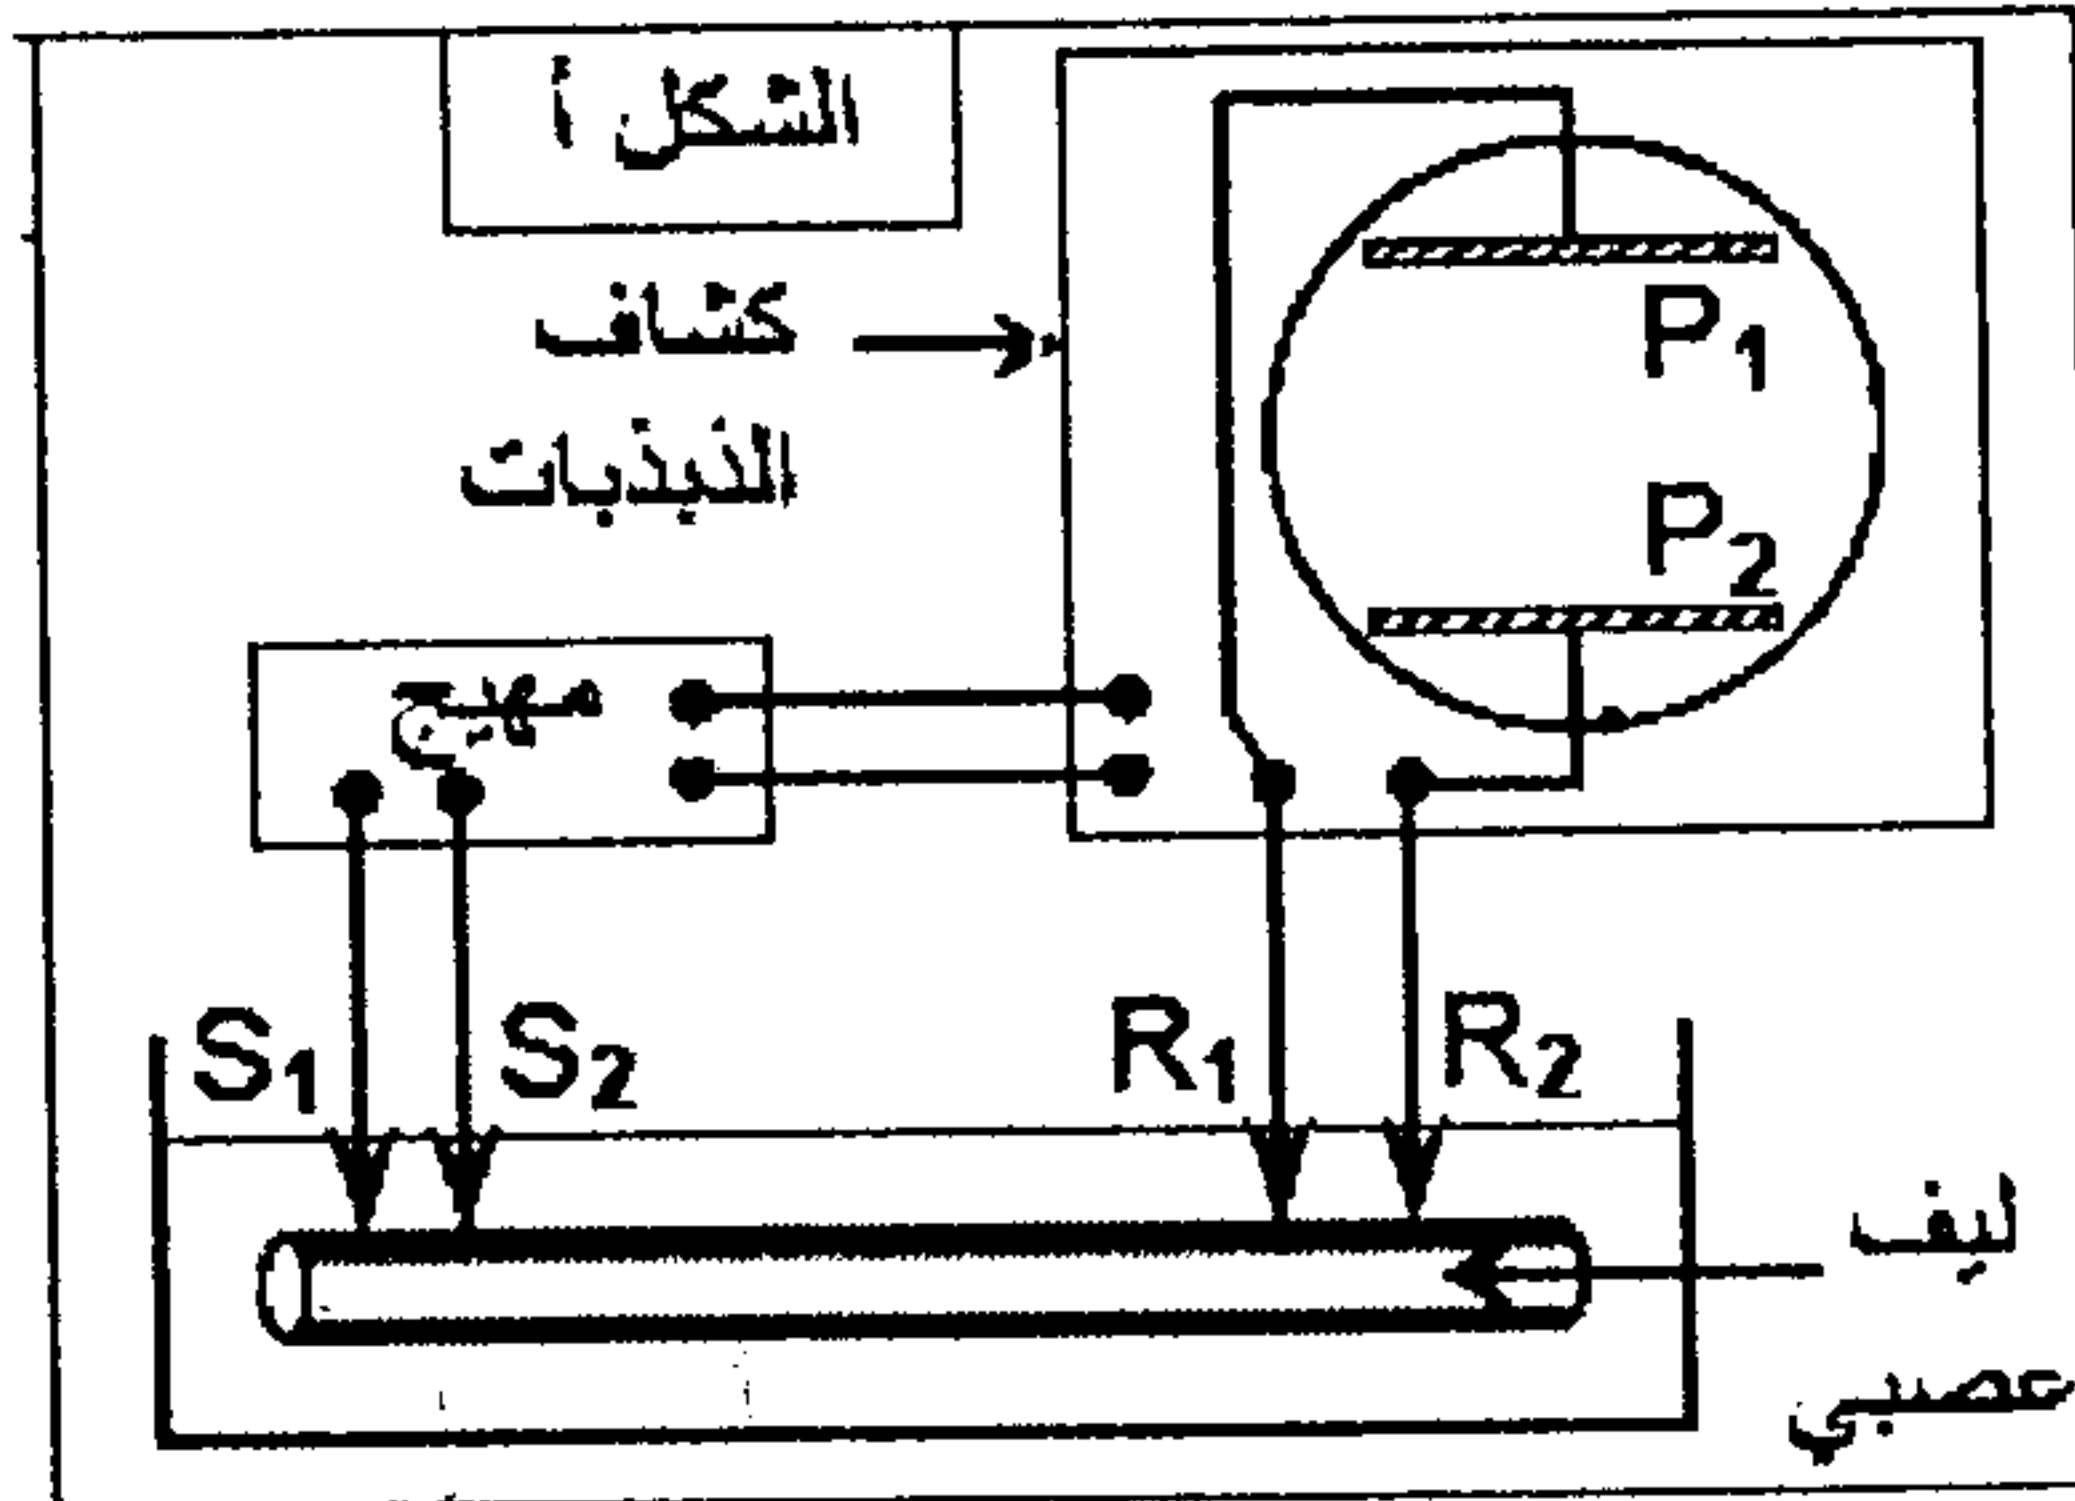 الشكل أ
كشاف
الذبذبات
P1
P2
مهيج
S1
S2
R1
R2
ليف
عصبي